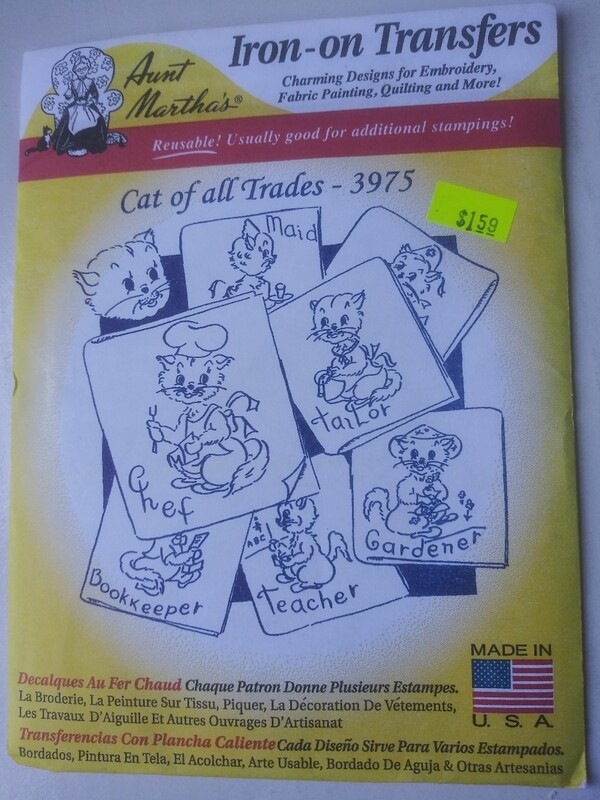 Iron-on Transfers
Aunt
Martha's®
Charming Designs for Embroidery,
Fabric Painting, Quilting and More!
Reusable! Usually good for additional stampings!
Cat of all Trades - 3975
$1.59
Maid
Tailor
Chef
Gardener
ABC
Bookkeeper
Teacher
MADE IN
U. S. A.
Decalques Au Fer Chaud Chaque Patron Donne Plusieurs Estampes.
La Broderie, La Peinture Sur Tissu, Piquer, La Décoration De Vétements,
Les Travaux D'Aiguille Et Autres Ouvrages D'Artisanat
Transferencias Con Plancha Caliente Cada Diseño Sirve Para Varios Estampados.
Bordados, Pintura En Tela, El Acolchar, Arte Usable, Bordado De Aguja & Otras Artesanias